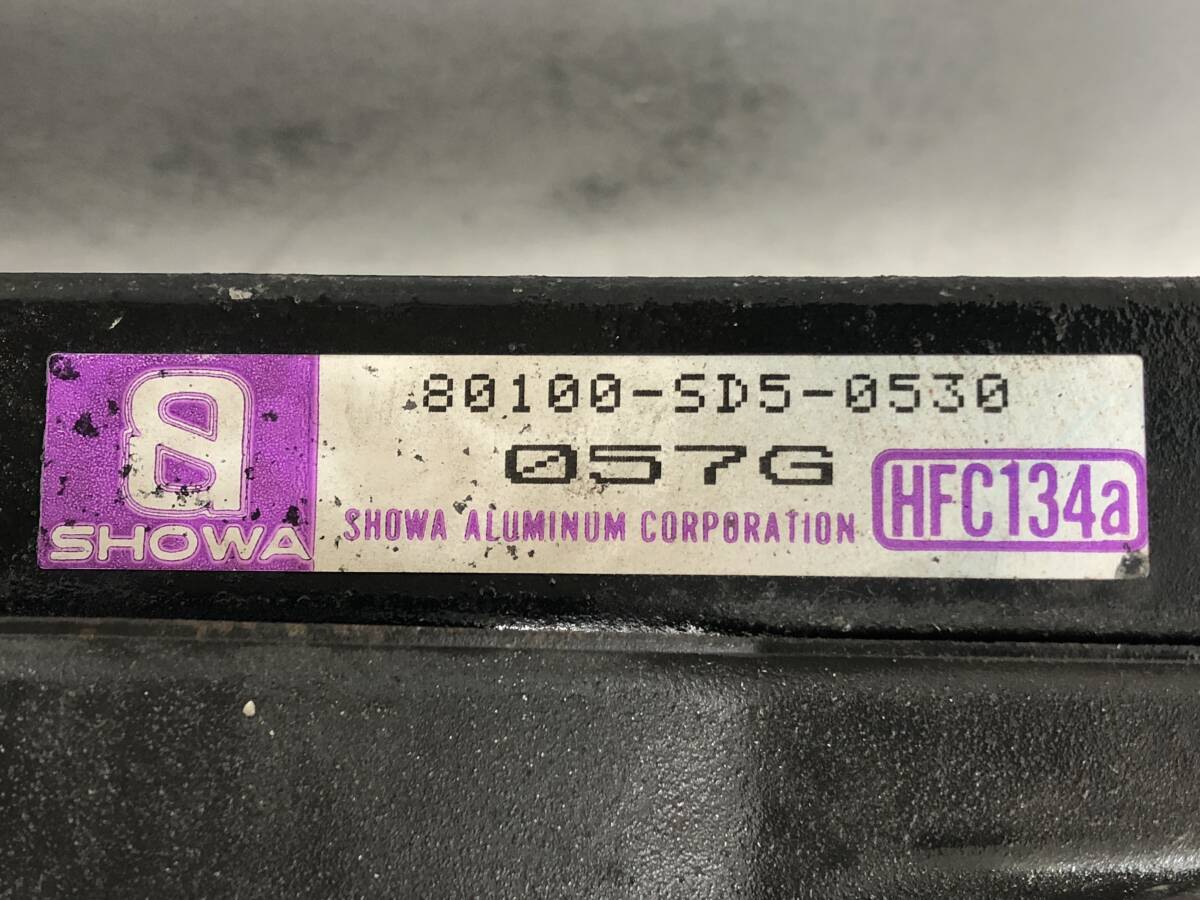 80100-SD5-0530
057G
SHOWA
SHOWA ALUMINUM CORPORATION
HFC134a